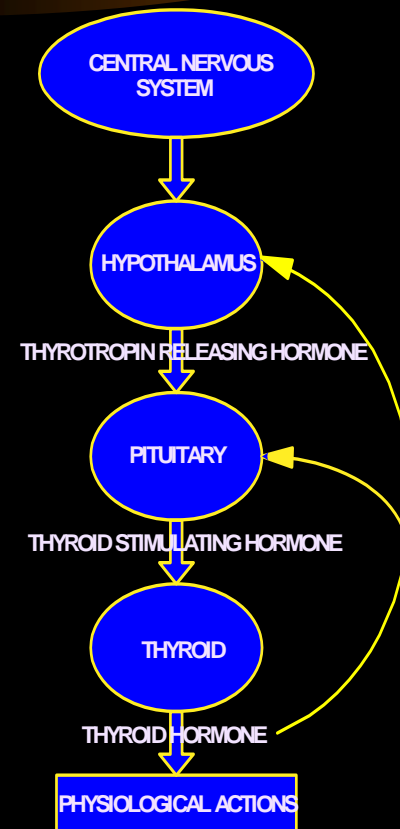 CENTRAL NERVOUS
SYSTEM
HYPOTHALAMUS
THYROTROPIN RELEASING HORMONE
PITUITARY
THYROID STIMULATING HORMONE
THYROID
THYROID HORMONE
PHYSIOLOGICAL ACTIONS